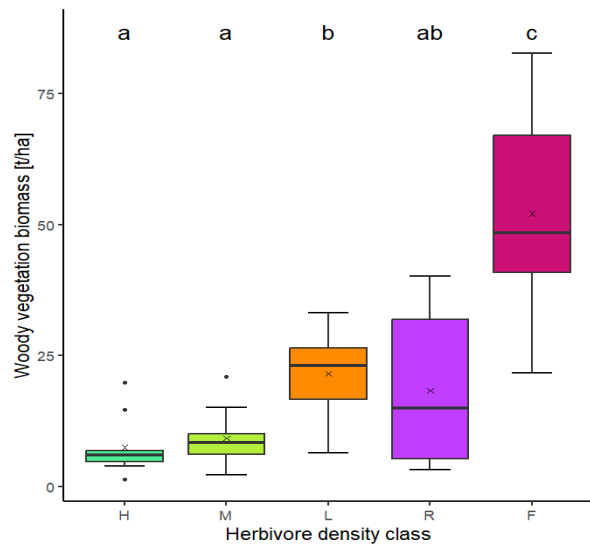 a a b ab c
Woody vegetation biomass [t/ha]
75
50
25
0
H M L R F
Herbivore density class